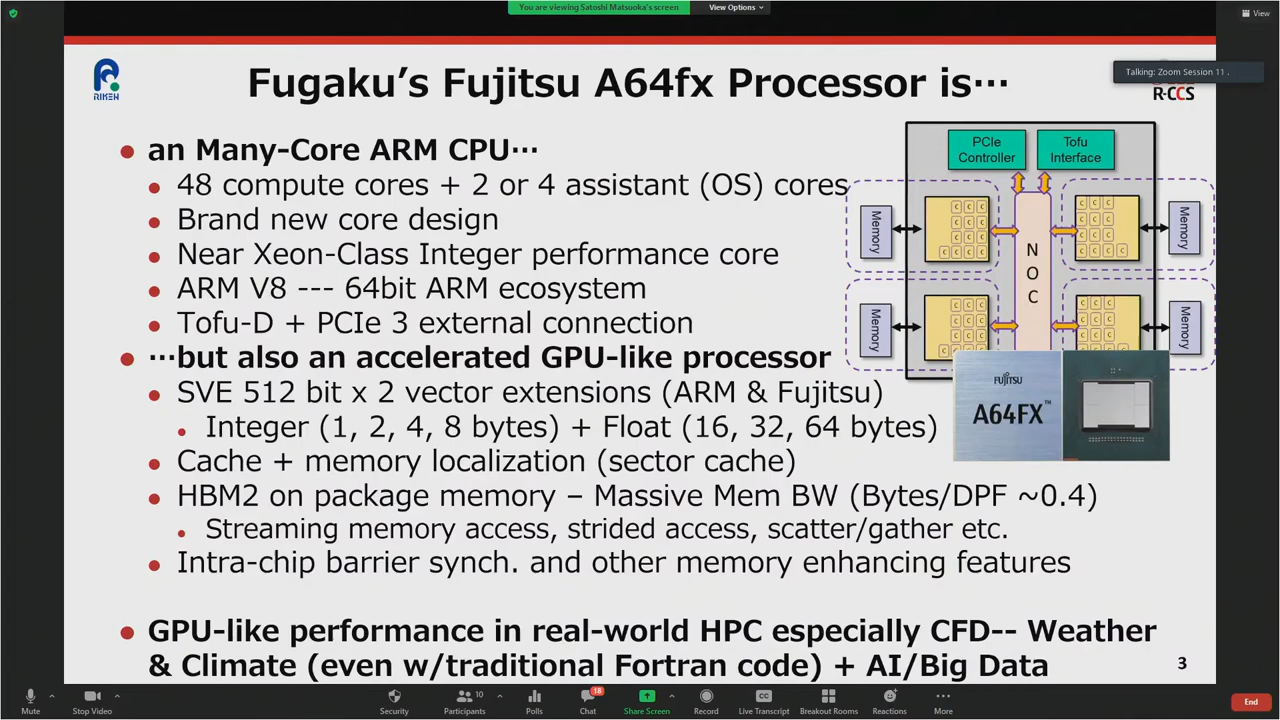 You are viewing Satoshi Matsuoka's screen
View Options
View
Talking: Zoom Session 11 .
RIKEN
Fugaku’s Fujitsu A64fx Processor is…
R-CCS
an Many-Core ARM CPU…
48 compute cores + 2 or 4 assistant (OS) cores
Brand new core design
Near Xeon-Class Integer performance core
ARM V8 --- 64bit ARM ecosystem
Tofu-D + PCIe 3 external connection
…but also an accelerated GPU-like processor
SVE 512 bit x 2 vector extensions (ARM & Fujitsu)
Integer (1, 2, 4, 8 bytes) + Float (16, 32, 64 bytes)
Cache + memory localization (sector cache)
HBM2 on package memory – Massive Mem BW (Bytes/DPF ~0.4)
Streaming memory access, strided access, scatter/gather etc.
Intra-chip barrier synch. and other memory enhancing features
GPU-like performance in real-world HPC especially CFD-- Weather
& Climate (even w/traditional Fortran code) + AI/Big Data
3
PCIe
Controller
Tofu
Interface
Memory
C C C
C C C
C C C
C C C C
N
O
C
C C C
C C C
C C C
C C C C
Memory
Memory
C C C
C C C
C C C
C C C
C C C
C C C
Memory
FUJITSU
A64FX™
Mute
Stop Video
Security
Participants
10
Polls
Chat
18
Share Screen
Record
CC
Live Transcript
Breakout Rooms
Reactions
More
End